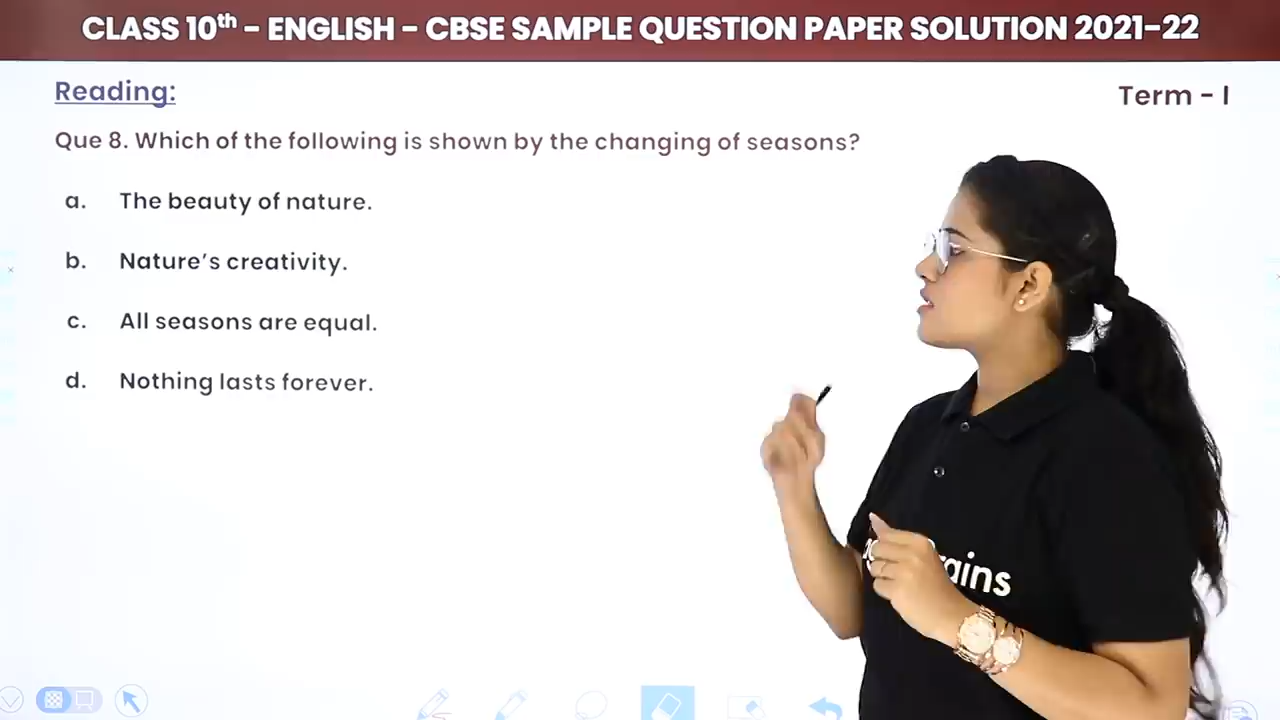 CLASS 10th - ENGLISH - CBSE SAMPLE QUESTION PAPER SOLUTION 2021-22
Reading:
Term - I
Que 8. Which of the following is shown by the changing of seasons?
a. The beauty of nature.
b. Nature's creativity.
c. All seasons are equal.
d. Nothing lasts forever.